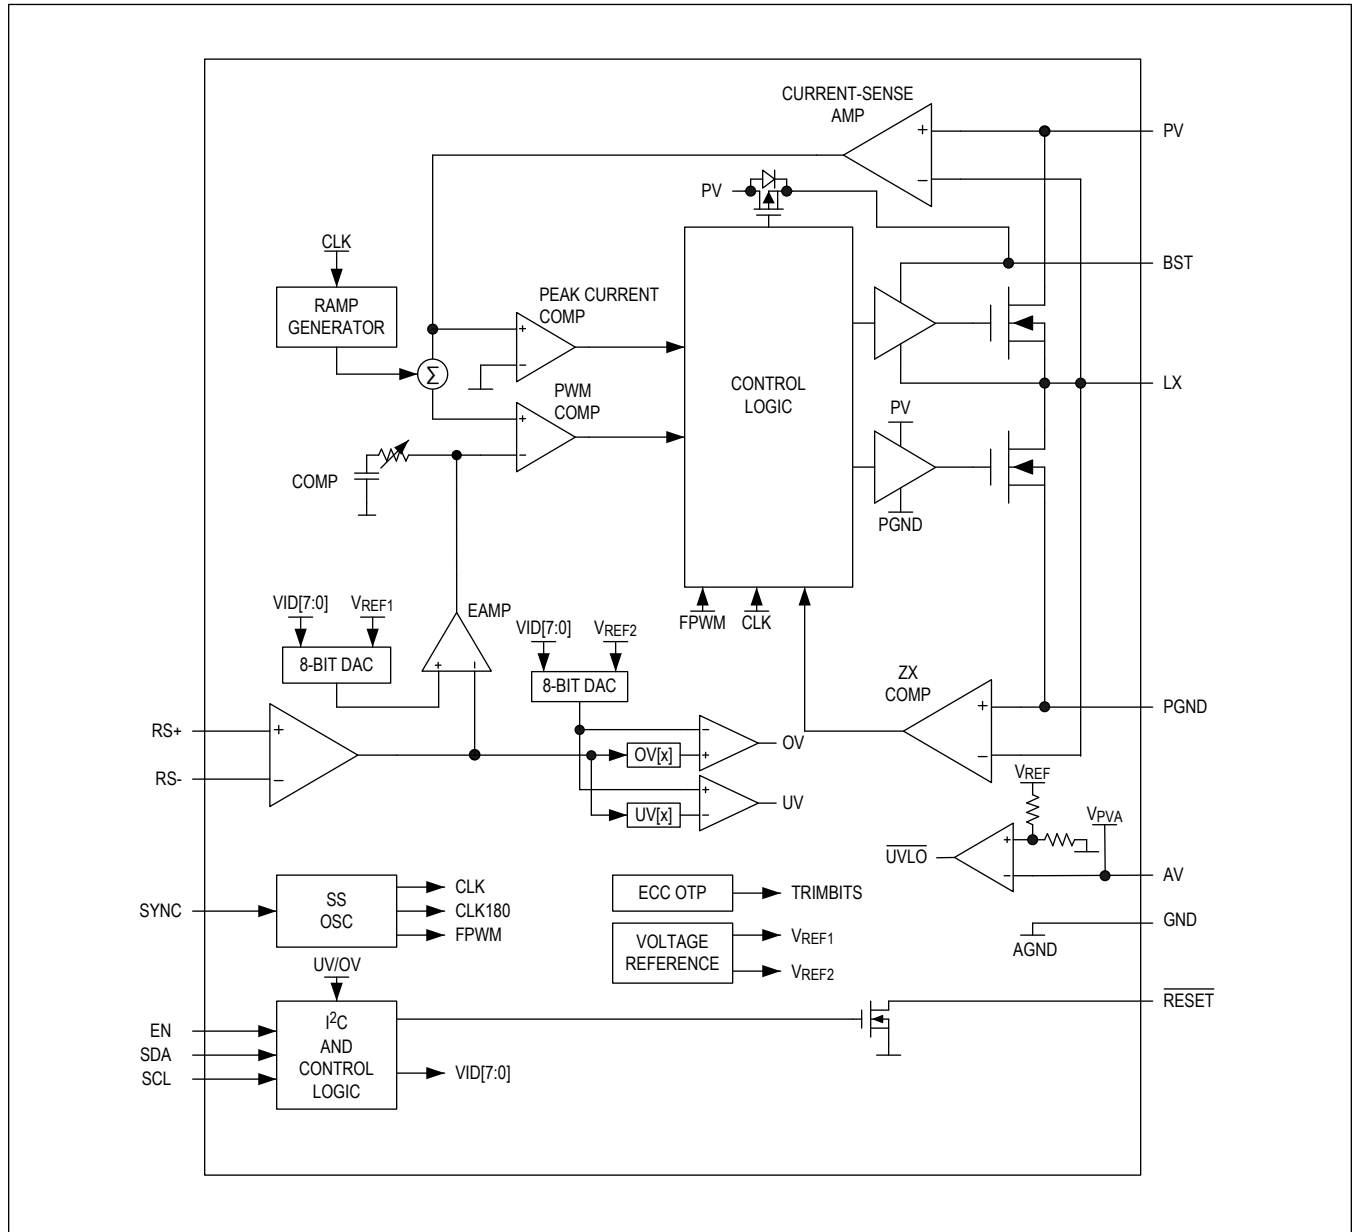 CURRENT-SENSE
AMP
+
−
PV
PV
CLK
BST
RAMP
GENERATOR
PEAK CURRENT
COMP
+
−
Σ
CONTROL
LOGIC
LX
PWM
COMP
+
−
PV
COMP
PGND
VID[7:0]
VREF1
EAMP
FPWM
CLK
VID[7:0]
VREF2
8-BIT DAC
+
−
8-BIT DAC
ZX
COMP
+
−
PGND
RS+
+
RS-
−
OV[x]
−
+
OV
UV[x]
+
−
UV
VREF
VPVA
UVLO
+
−
AV
SYNC
SS
OSC
CLK
CLK180
FPWM
ECC OTP
TRIMBITS
VOLTAGE
REFERENCE
VREF1
VREF2
GND
AGND
UV/OV
RESET
EN
SDA
SCL
I2C
AND
CONTROL
LOGIC
VID[7:0]